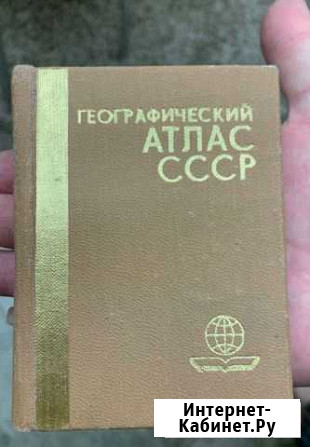 ГЕОГРАФИЧЕСКИЙ
АТЛАС
СССР
Интернет-
Кабинет.Ру